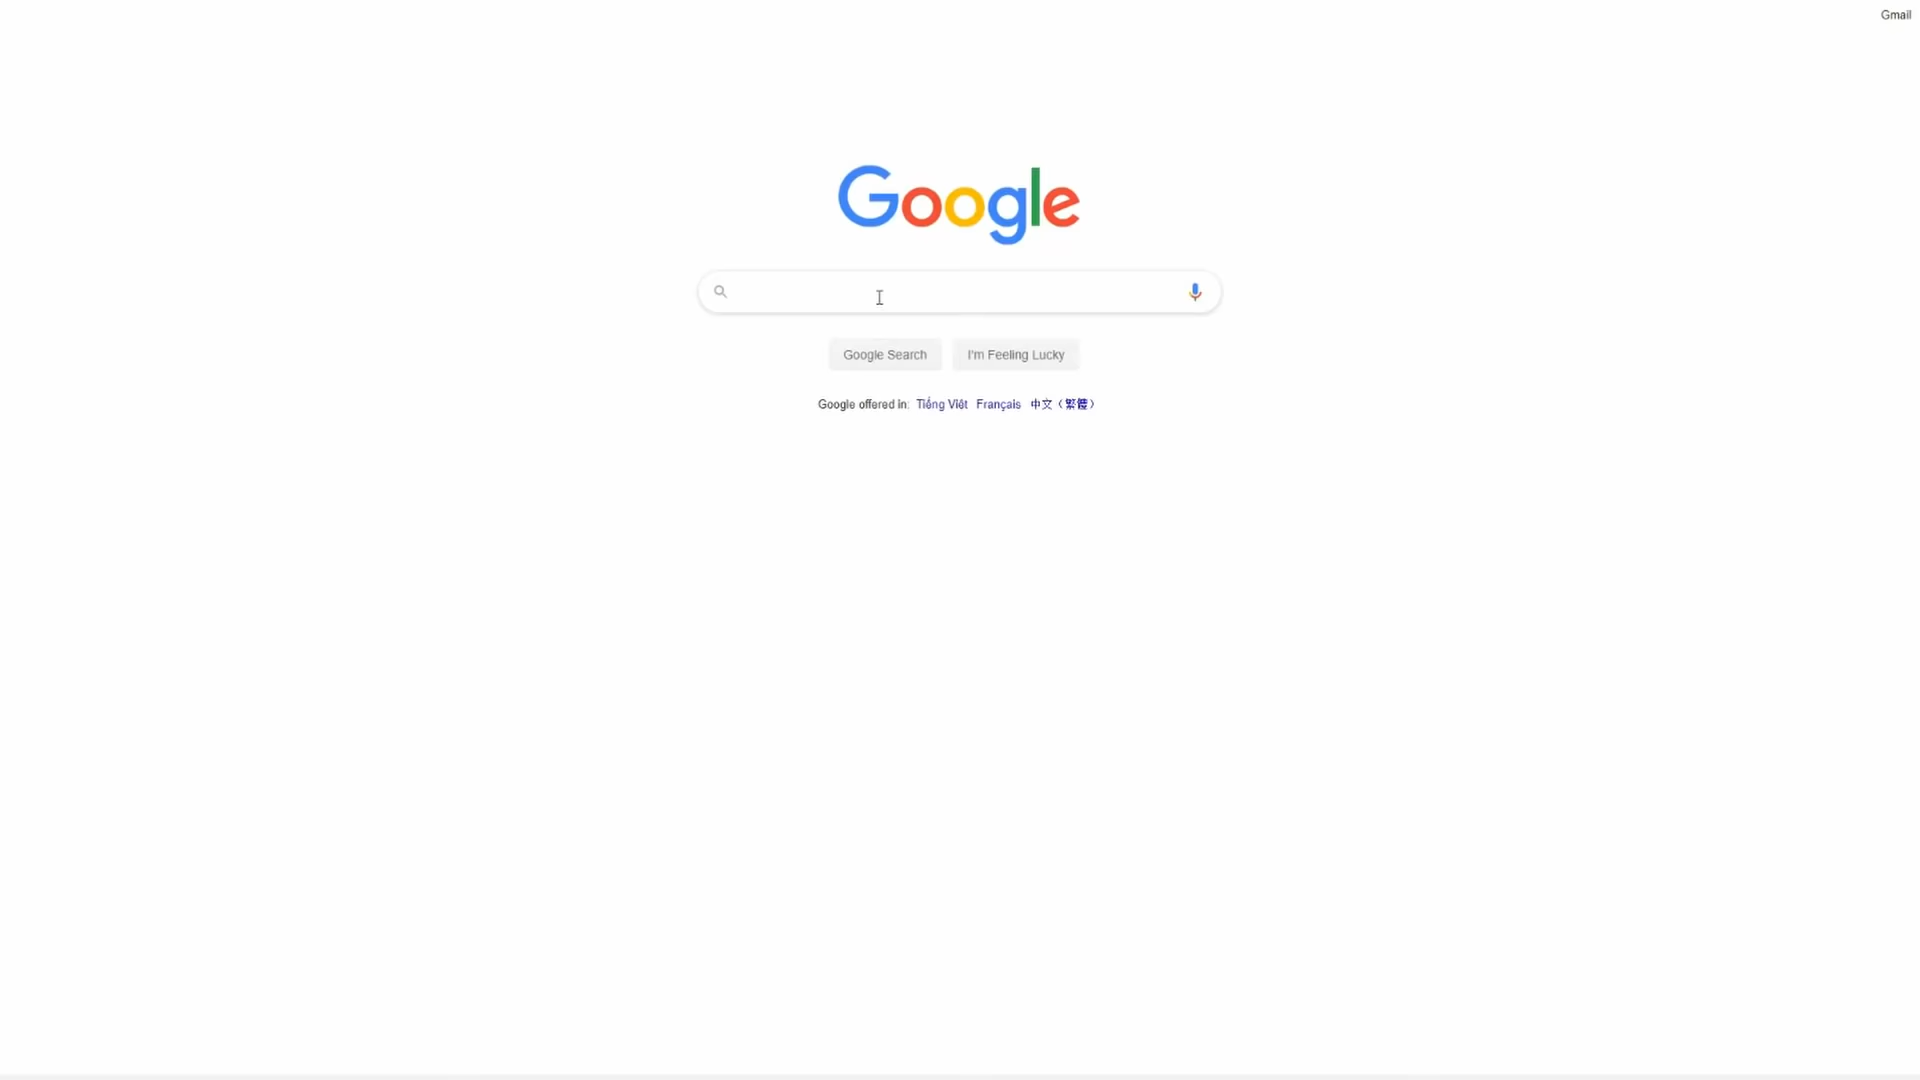 Gmail
Google
Google Search I'm Feeling Lucky
Google offered in: Tiếng Việt Français 中文（繁體）